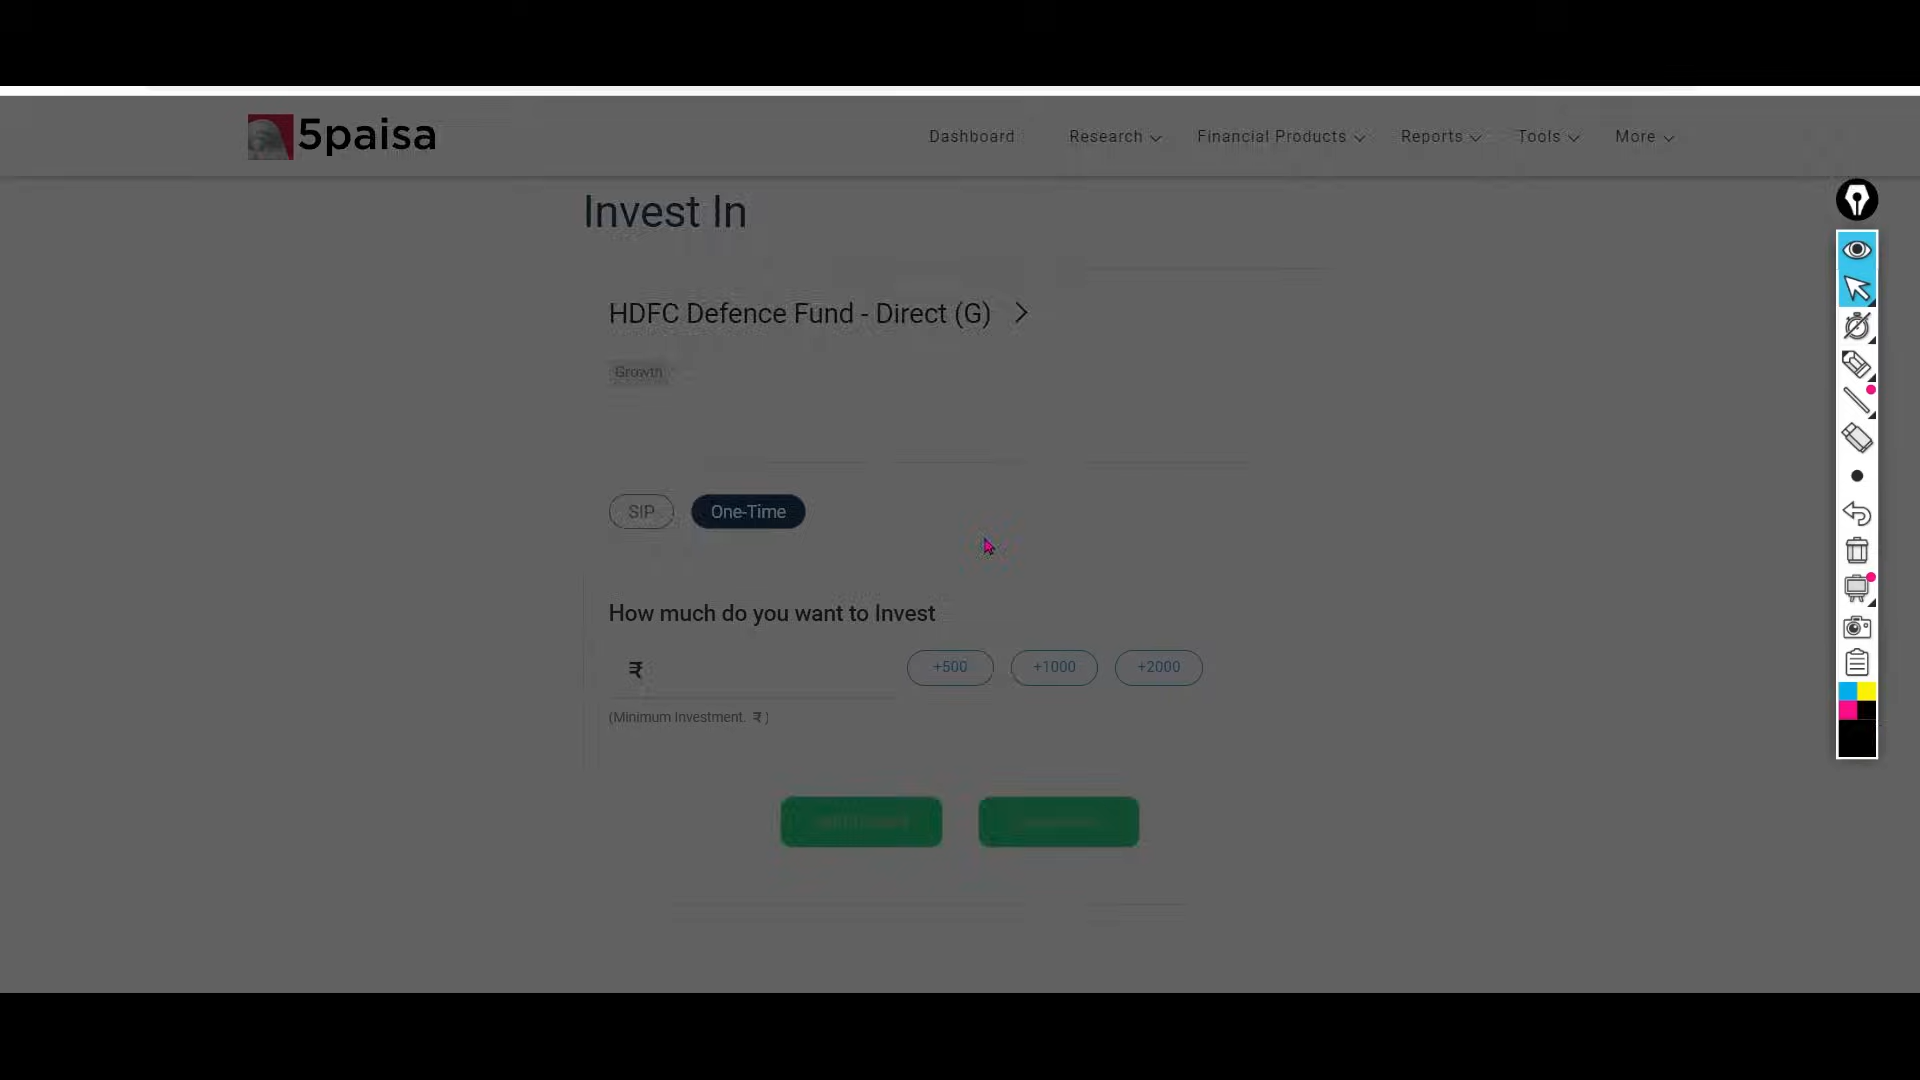 5paisa
Dashboard Research Financial Products Reports Tools More
Invest In
HDFC Defence Fund - Direct (G)
Growth
SIP One-Time
How much do you want to Invest
₹ +500 +1000 +2000
(Minimum Investment. ₹ )